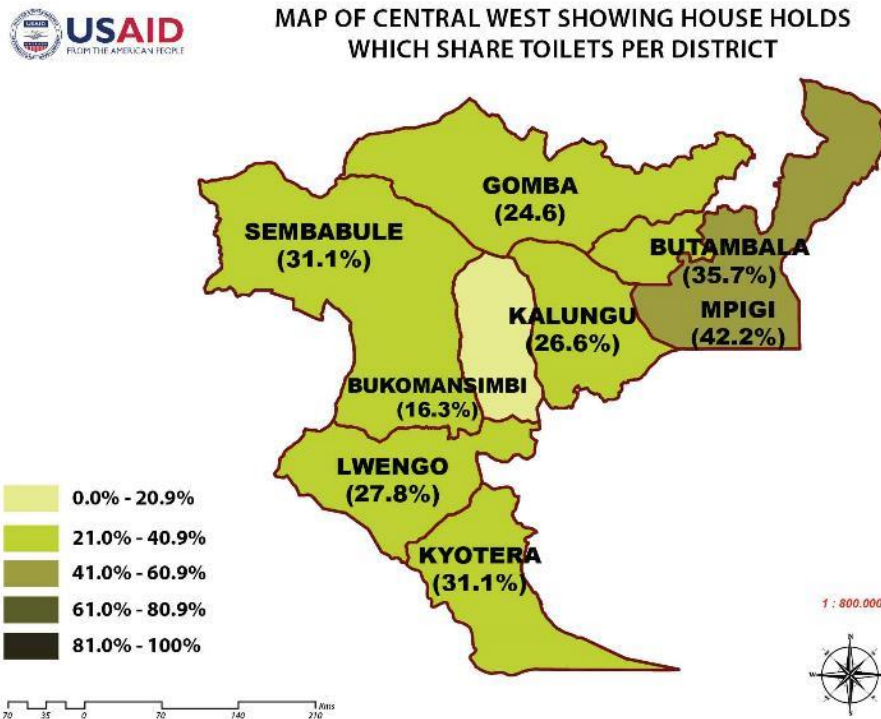 USAID
FROM THE AMERICAN PEOPLE
MAP OF CENTRAL WEST SHOWING HOUSE HOLDS
WHICH SHARE TOILETS PER DISTRICT
GOMBA
(24.6)
SEMBABULE
(31.1%)
BUTAMBALA
(35.7%)
KALUNGU
(26.6%)
MPIGI
(42.2%)
BUKOMANSIMBI
(16.3%)
LWENGO
(27.8%)
KYOTERA
(31.1%)
0.0% - 20.9%
21.0% - 40.9%
41.0% - 60.9%
61.0% - 80.9%
81.0% - 100%
1 : 800.000
N
W
S
70 35 0 70 140 210 Kms